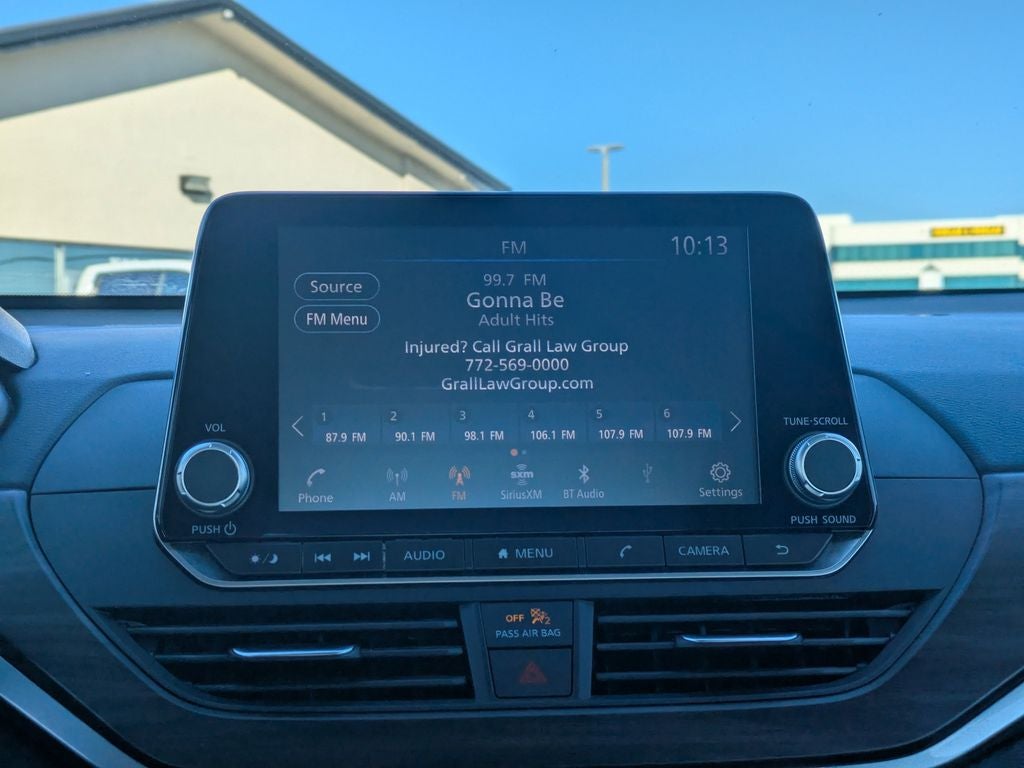 FM
10:13
Source
FM Menu
99.7 FM
Gonna Be
Adult Hits
Injured? Call Grall Law Group
772-569-0000
GrallLawGroup.com
1 2 3 4 5 6
87.9 FM 90.1 FM 98.1 FM 106.1 FM 107.9 FM 107.9 FM
sxm
Phone AM FM SiriusXM BT Audio Settings
VOL
PUSH
TUNE·SCROLL
PUSH SOUND
AUDIO MENU CAMERA
OFF 2
PASS AIR BAG